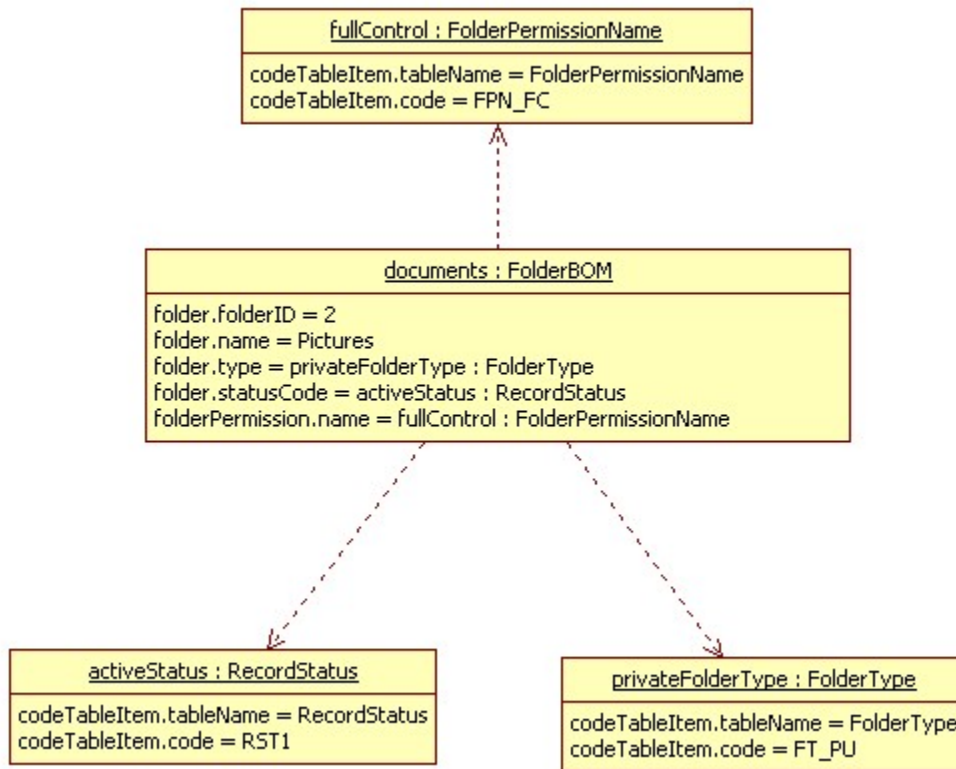 fullControl : FolderPermissionName
codeTableItem.tableName = FolderPermissionName
codeTableItem.code = FPN_FC
documents : FolderBOM
folder.folderID = 2
folder.name = Pictures
folder.type = privateFolderType : FolderType
folder.statusCode = activeStatus : RecordStatus
folderPermission.name = fullControl : FolderPermissionName
activeStatus : RecordStatus
codeTableItem.tableName = RecordStatus
codeTableItem.code = RST1
privateFolderType : FolderType
codeTableItem.tableName = FolderType
codeTableItem.code = FT_PU